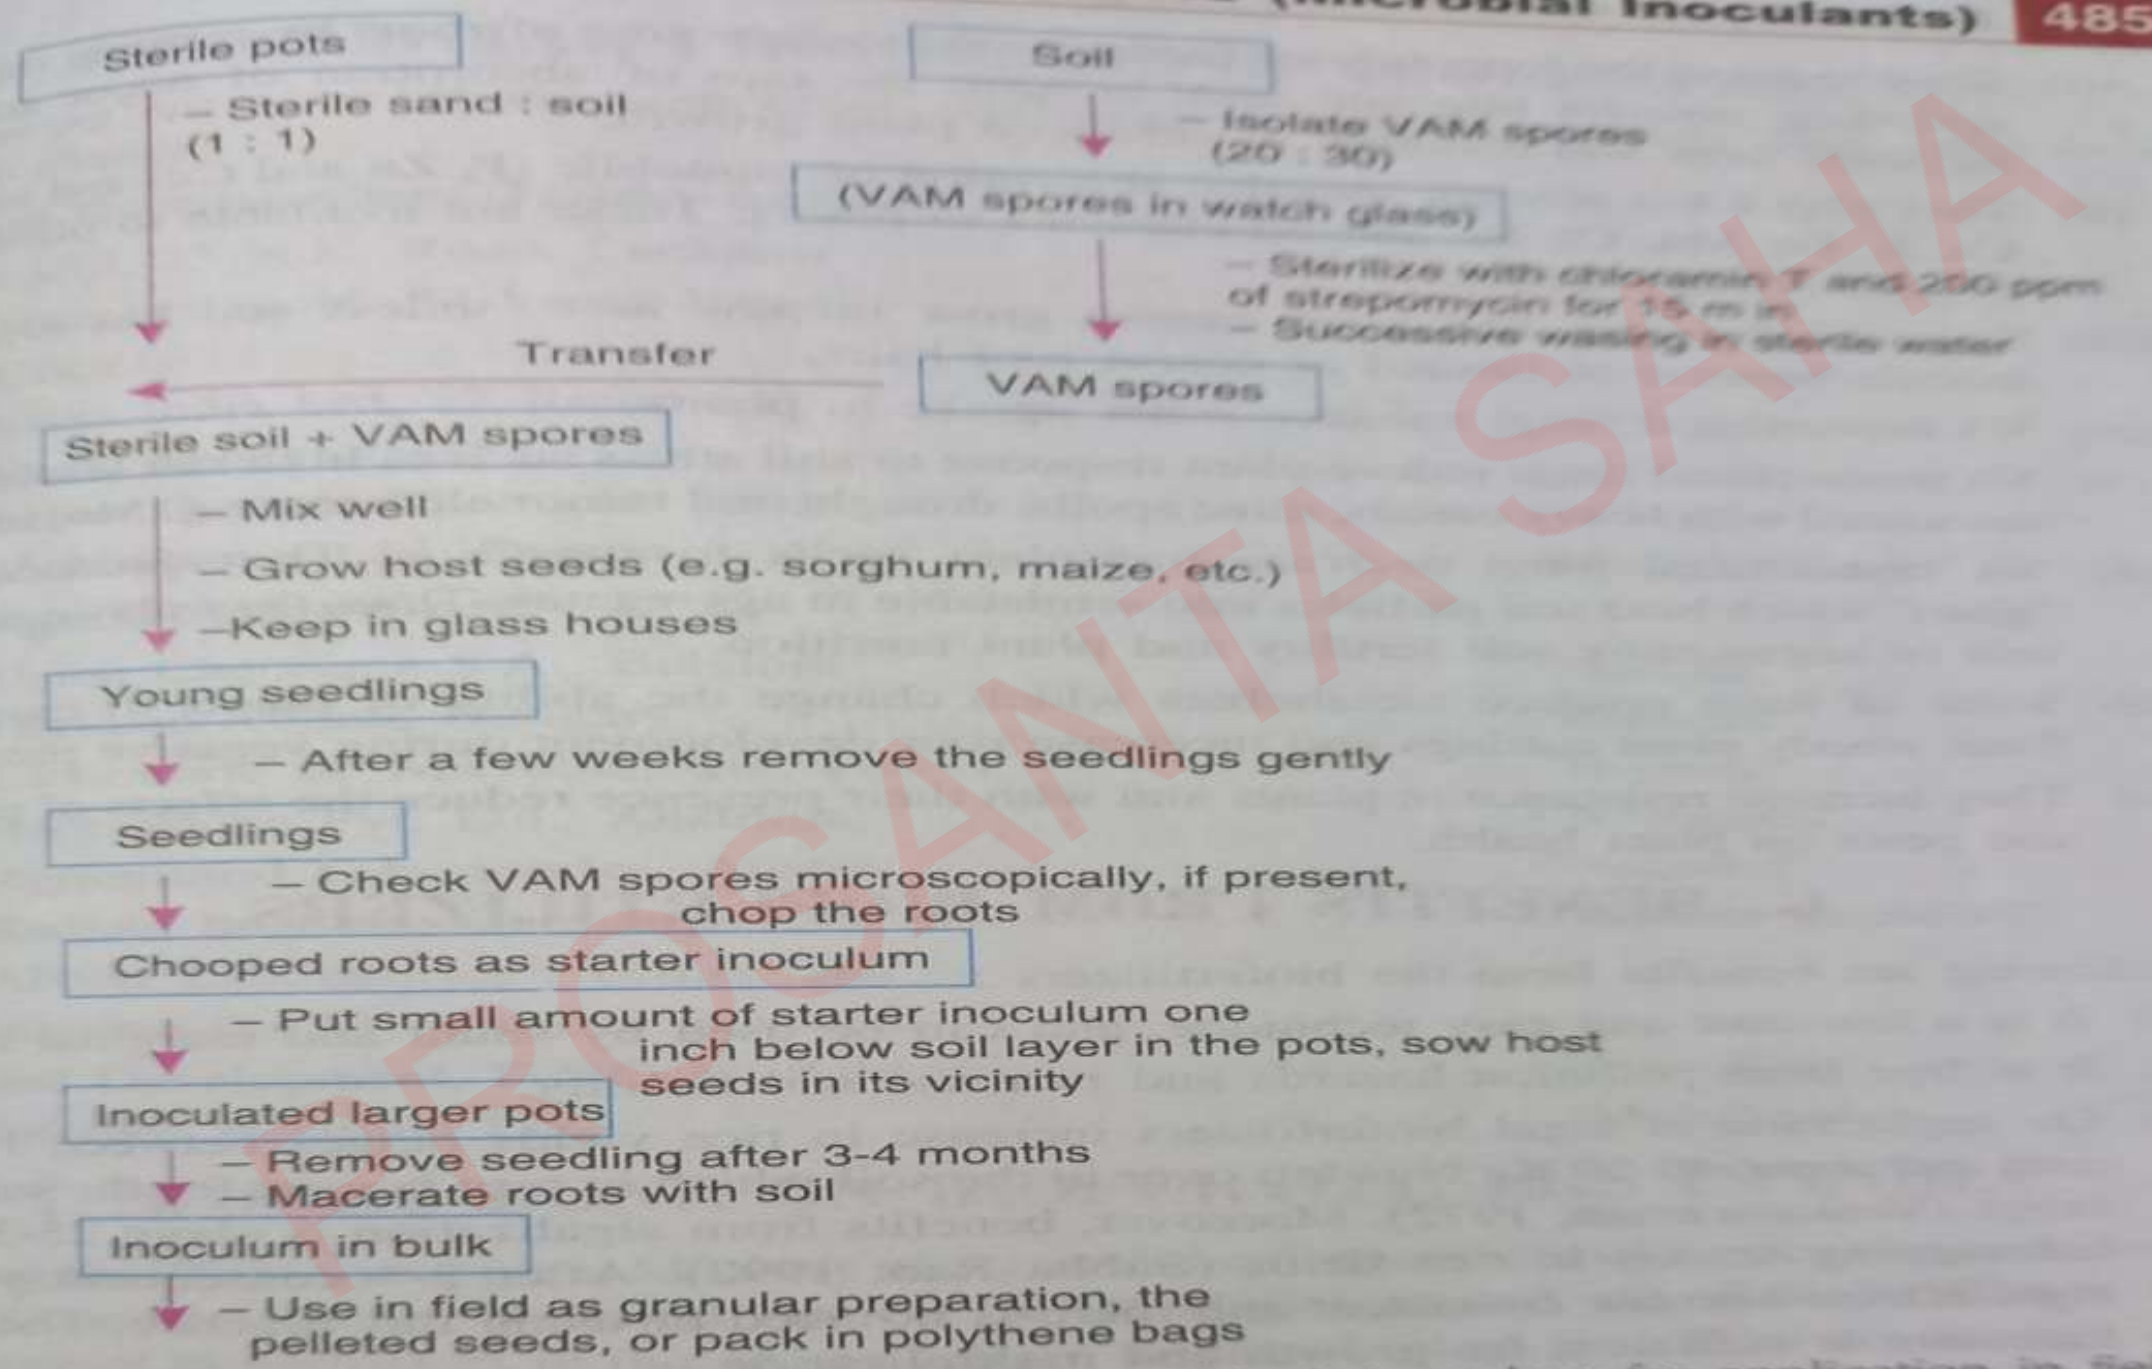 (Microbial Inoculants) 485
Sterile pots
– Sterile sand : soil
(1 : 1)
Soil
– Isolate VAM spores
(20 : 30)
(VAM spores in watch glass)
– Sterilize with chloramin T and 200 ppm
of strepomycin for 15 m in
– Successive wasing in sterile water
VAM spores
Transfer
Sterile soil + VAM spores
– Mix well
– Grow host seeds (e.g. sorghum, maize, etc.)
–Keep in glass houses
Young seedlings
– After a few weeks remove the seedlings gently
Seedlings
– Check VAM spores microscopically, if present,
chop the roots
Chooped roots as starter inoculum
– Put small amount of starter inoculum one
inch below soil layer in the pots, sow host
seeds in its vicinity
Inoculated larger pots
– Remove seedling after 3-4 months
– Macerate roots with soil
Inoculum in bulk
– Use in field as granular preparation, the
pelleted seeds, or pack in polythene bags
PROSANTA SAHA